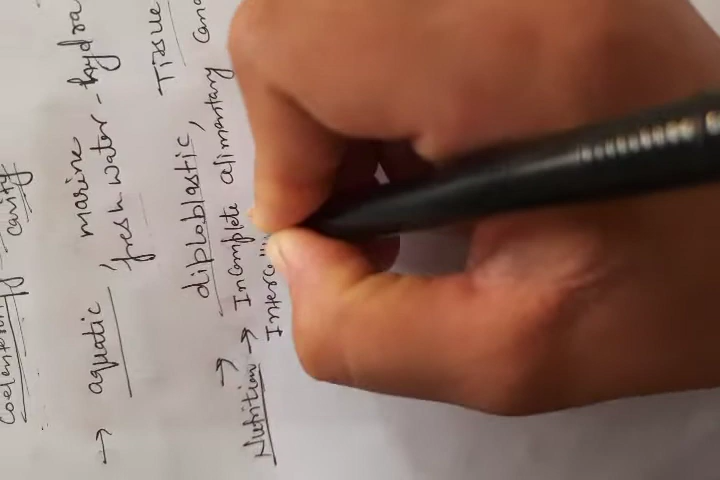 cavity
→ aquatic, marine
fresh water - hydra
→ diploblastic, Tissue
Nutrition → Incomplete alimentary